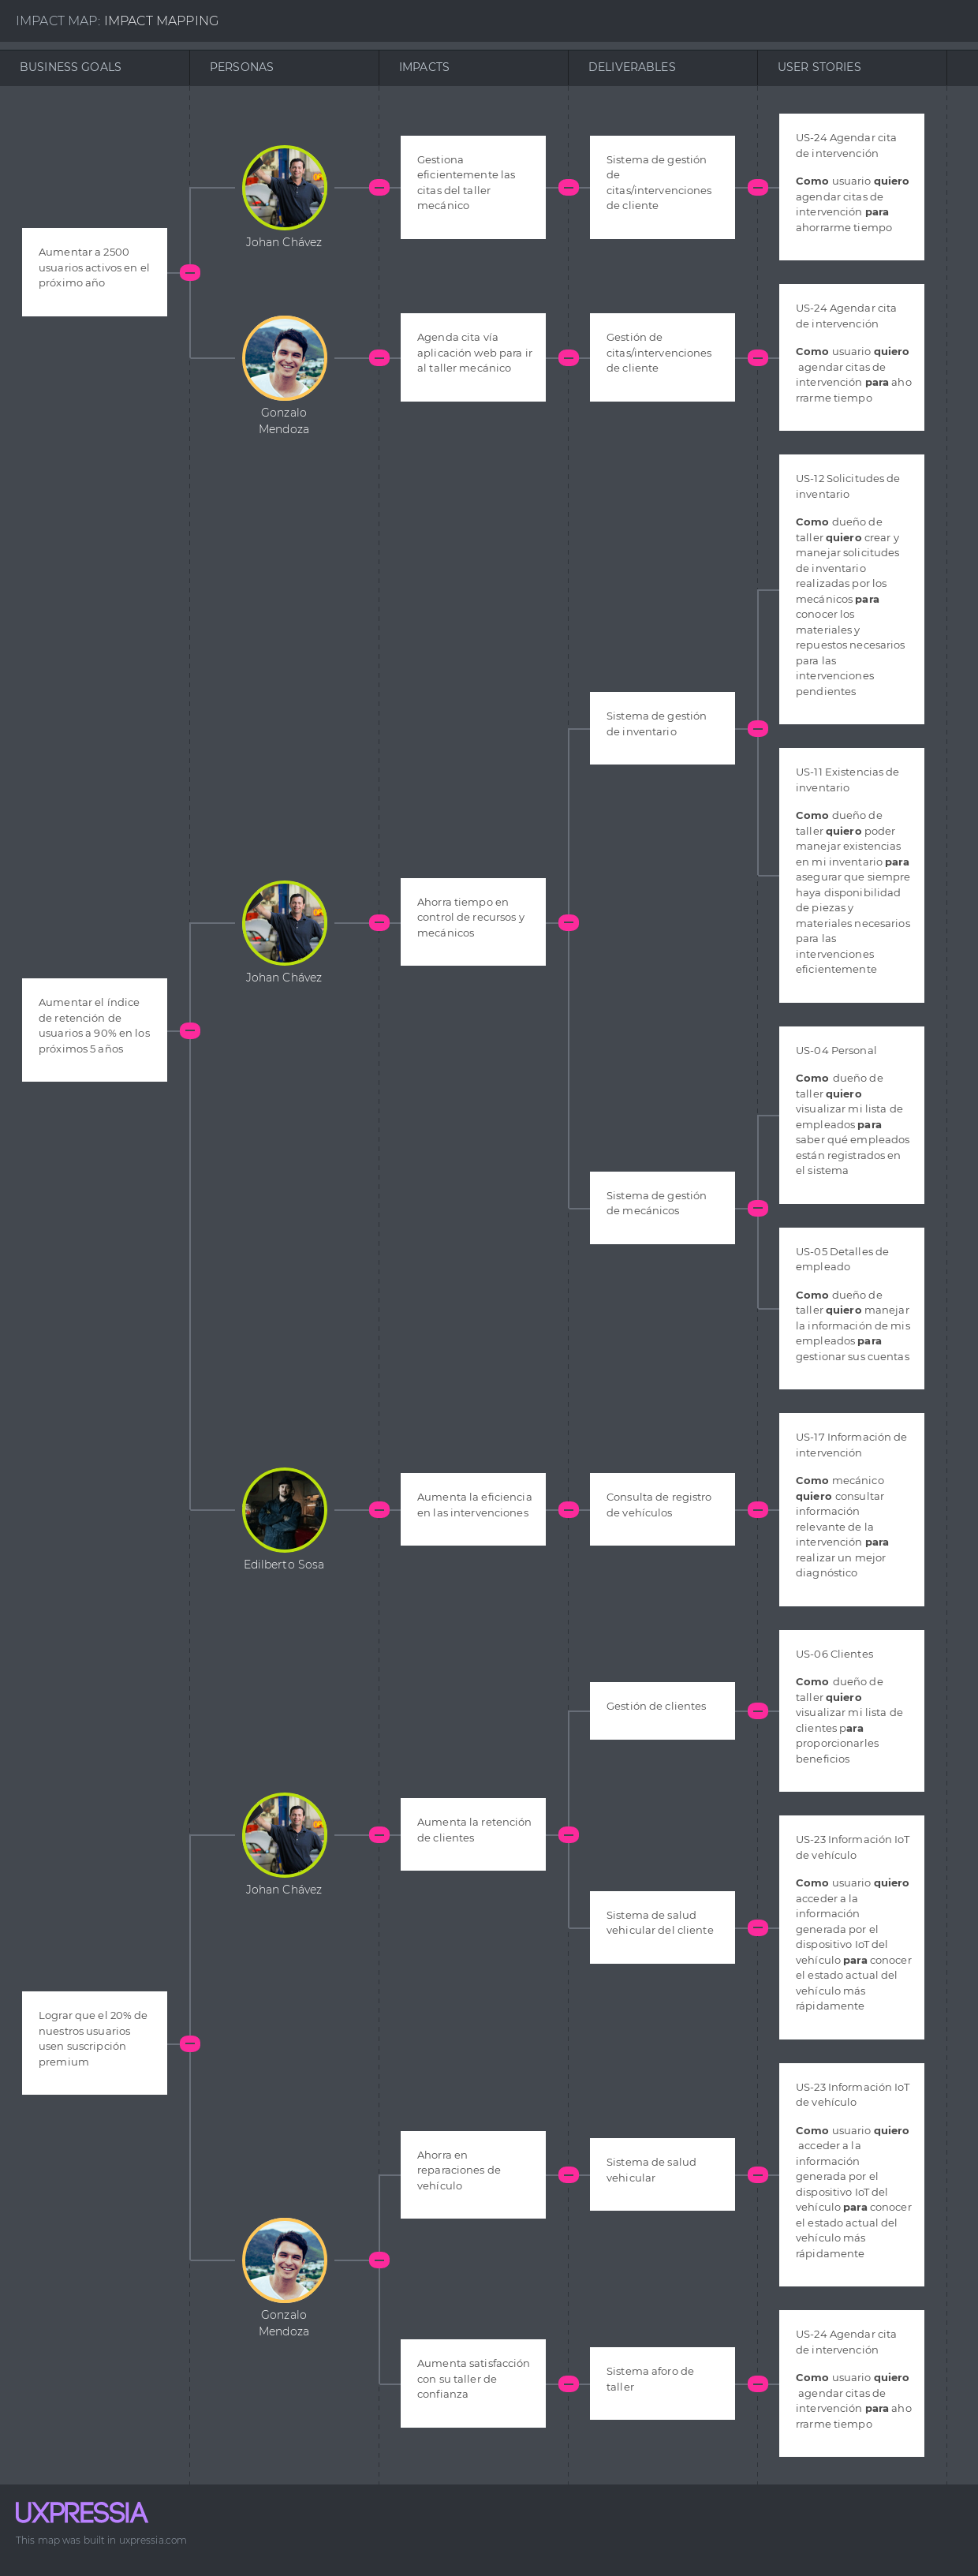 IMPACT MAP: IMPACT MAPPING
BUSINESS GOALS
PERSONAS
IMPACTS
DELIVERABLES
USER STORIES
Aumentar a 2500
usuarios activos en el
próximo año
Johan Chávez
Gestiona
eficientemente las
citas del taller
mecánico
Sistema de gestión
de
citas/intervenciones
de cliente
US-24 Agendar cita
de intervención
Como usuario quiero
agendar citas de
intervención para
ahorrarme tiempo
Gonzalo
Mendoza
Agenda cita vía
aplicación web para ir
al taller mecánico
Gestión de
citas/intervenciones
de cliente
US-24 Agendar cita
de intervención
Como usuario quiero
agendar citas de
intervención para aho
rrarme tiempo
Aumentar el índice
de retención de
usuarios a 90% en los
próximos 5 años
Johan Chávez
Ahorra tiempo en
control de recursos y
mecánicos
Sistema de gestión
de inventario
US-12 Solicitudes de
inventario
Como dueño de
taller quiero crear y
manejar solicitudes
de inventario
realizadas por los
mecánicos para
conocer los
materiales y
repuestos necesarios
para las
intervenciones
pendientes
US-11 Existencias de
inventario
Como dueño de
taller quiero poder
manejar existencias
en mi inventario para
asegurar que siempre
haya disponibilidad
de piezas y
materiales necesarios
para las
intervenciones
eficientemente
Sistema de gestión
de mecánicos
US-04 Personal
Como dueño de
taller quiero
visualizar mi lista de
empleados para
saber qué empleados
están registrados en
el sistema
US-05 Detalles de
empleado
Como dueño de
taller quiero manejar
la información de mis
empleados para
gestionar sus cuentas
Edilberto Sosa
Aumenta la eficiencia
en las intervenciones
Consulta de registro
de vehículos
US-17 Información de
intervención
Como mecánico
quiero consultar
información
relevante de la
intervención para
realizar un mejor
diagnóstico
Lograr que el 20% de
nuestros usuarios
usen suscripción
premium
Johan Chávez
Aumenta la retención
de clientes
Gestión de clientes
US-06 Clientes
Como dueño de
taller quiero
visualizar mi lista de
clientes para
proporcionarles
beneficios
Sistema de salud
vehicular del cliente
US-23 Información IoT
de vehículo
Como usuario quiero
acceder a la
información
generada por el
dispositivo IoT del
vehículo para conocer
el estado actual del
vehículo más
rápidamente
Gonzalo
Mendoza
Ahorra en
reparaciones de
vehículo
Sistema de salud
vehicular
US-23 Información IoT
de vehículo
Como usuario quiero
acceder a la
información
generada por el
dispositivo IoT del
vehículo para conocer
el estado actual del
vehículo más
rápidamente
Aumenta satisfacción
con su taller de
confianza
Sistema aforo de
taller
US-24 Agendar cita
de intervención
Como usuario quiero
agendar citas de
intervención para aho
rrarme tiempo
UXPRESSIA
This map was built in uxpressia.com